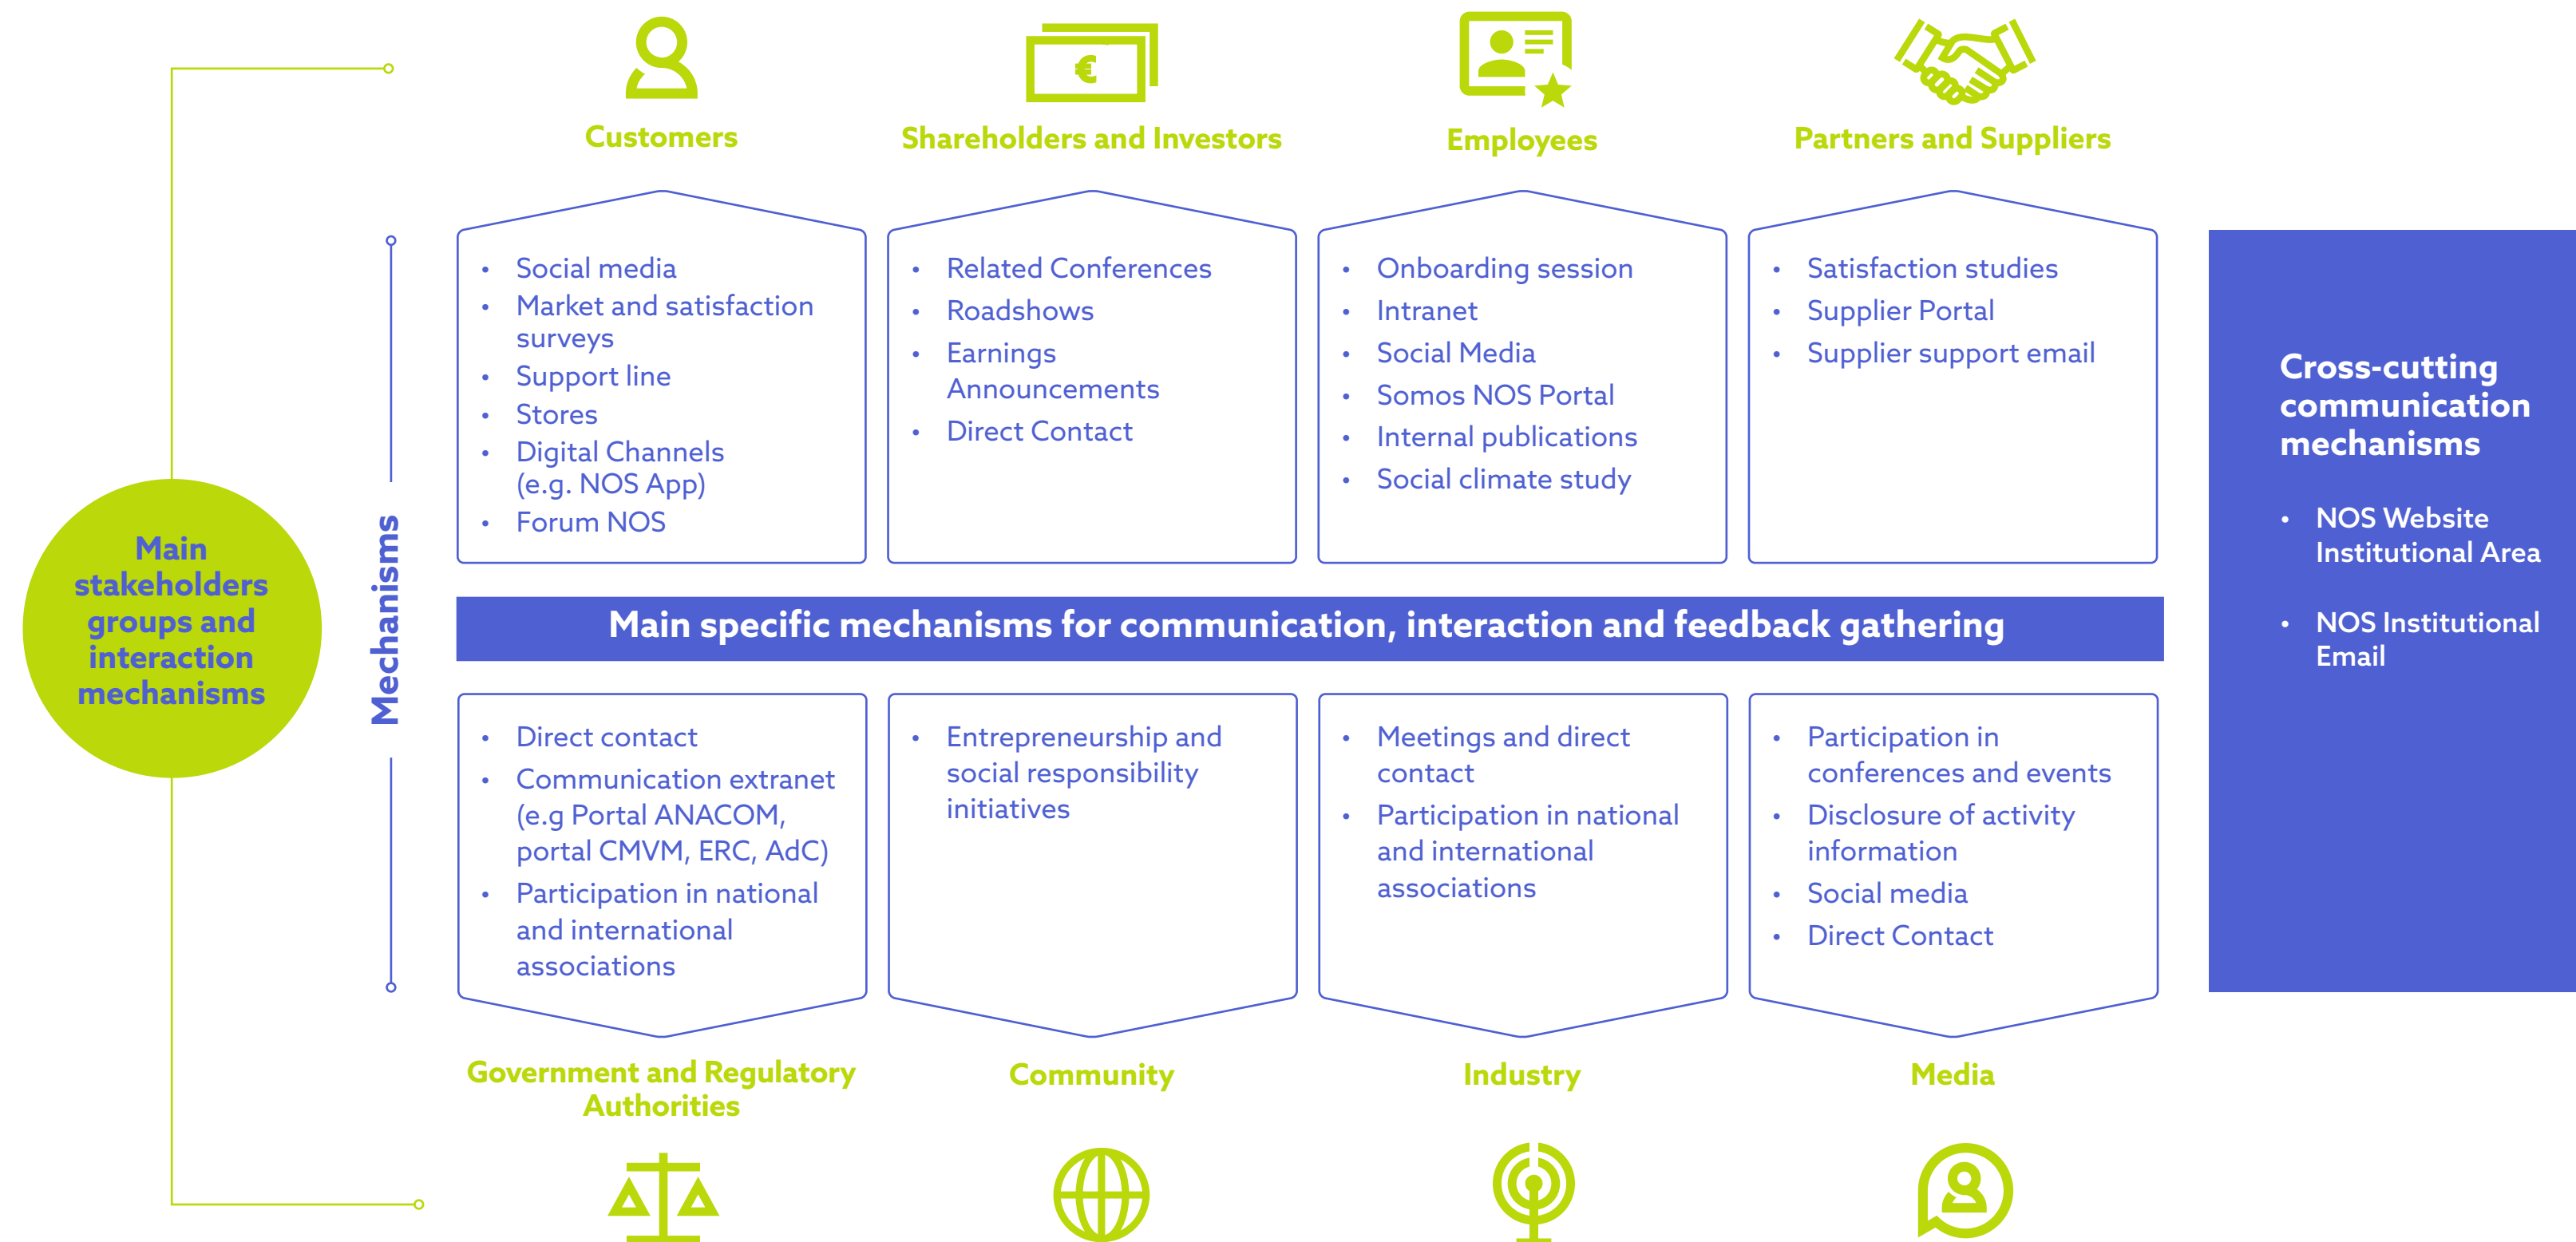 Main
stakeholders
groups and
interaction
mechanisms
Mechanisms
Customers
• Social media
• Market and satisfaction
surveys
• Support line
• Stores
• Digital Channels
(e.g. NOS App)
• Forum NOS
Shareholders and Investors
• Related Conferences
• Roadshows
• Earnings
Announcements
• Direct Contact
Employees
• Onboarding session
• Intranet
• Social Media
• Somos NOS Portal
• Internal publications
• Social climate study
Partners and Suppliers
• Satisfaction studies
• Supplier Portal
• Supplier support email
Main specific mechanisms for communication, interaction and feedback gathering
• Direct contact
• Communication extranet
(e.g Portal ANACOM,
portal CMVM, ERC, AdC)
• Participation in national
and international
associations
Government and Regulatory
Authorities
• Entrepreneurship and
social responsibility
initiatives
Community
• Meetings and direct
contact
• Participation in national
and international
associations
Industry
• Participation in
conferences and events
• Disclosure of activity
information
• Social media
• Direct Contact
Media
Cross-cutting
communication
mechanisms
• NOS Website
Institutional Area
• NOS Institutional
Email